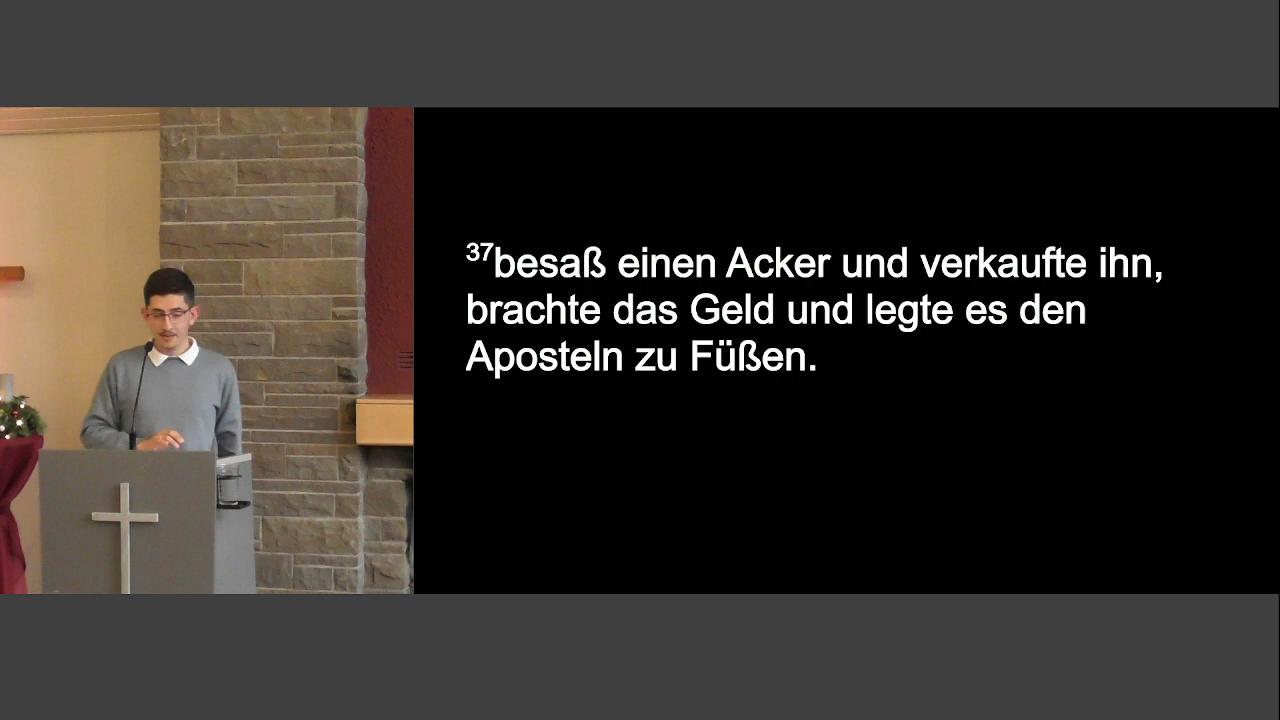 37besaß einen Acker und verkaufte ihn,
brachte das Geld und legte es den
Aposteln zu Füßen.